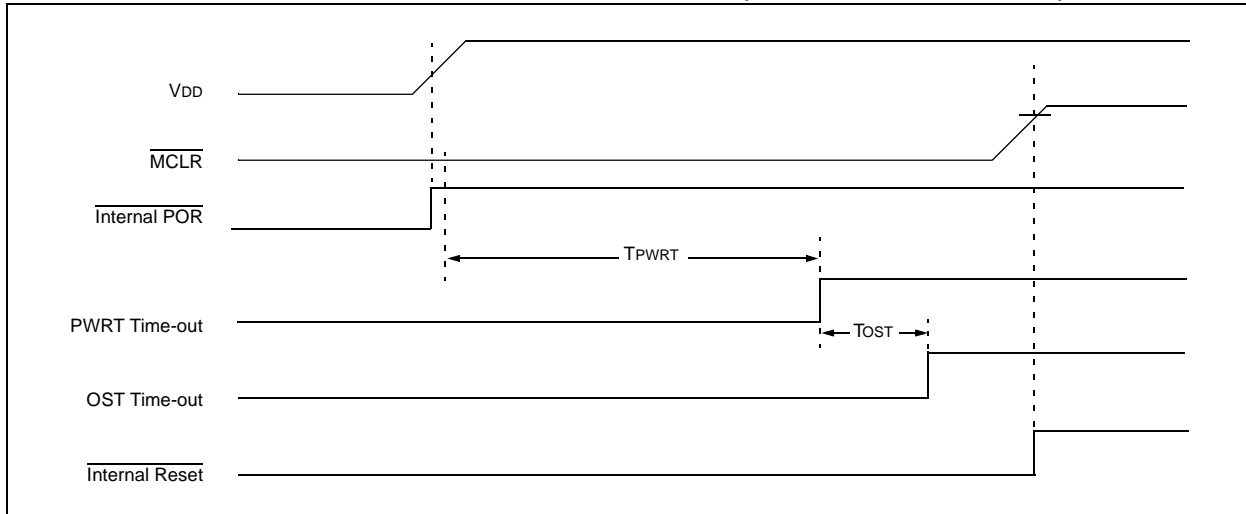 VDD
MCLR
Internal POR
TPWRT
PWRT Time-out
TOST
OST Time-out
Internal Reset